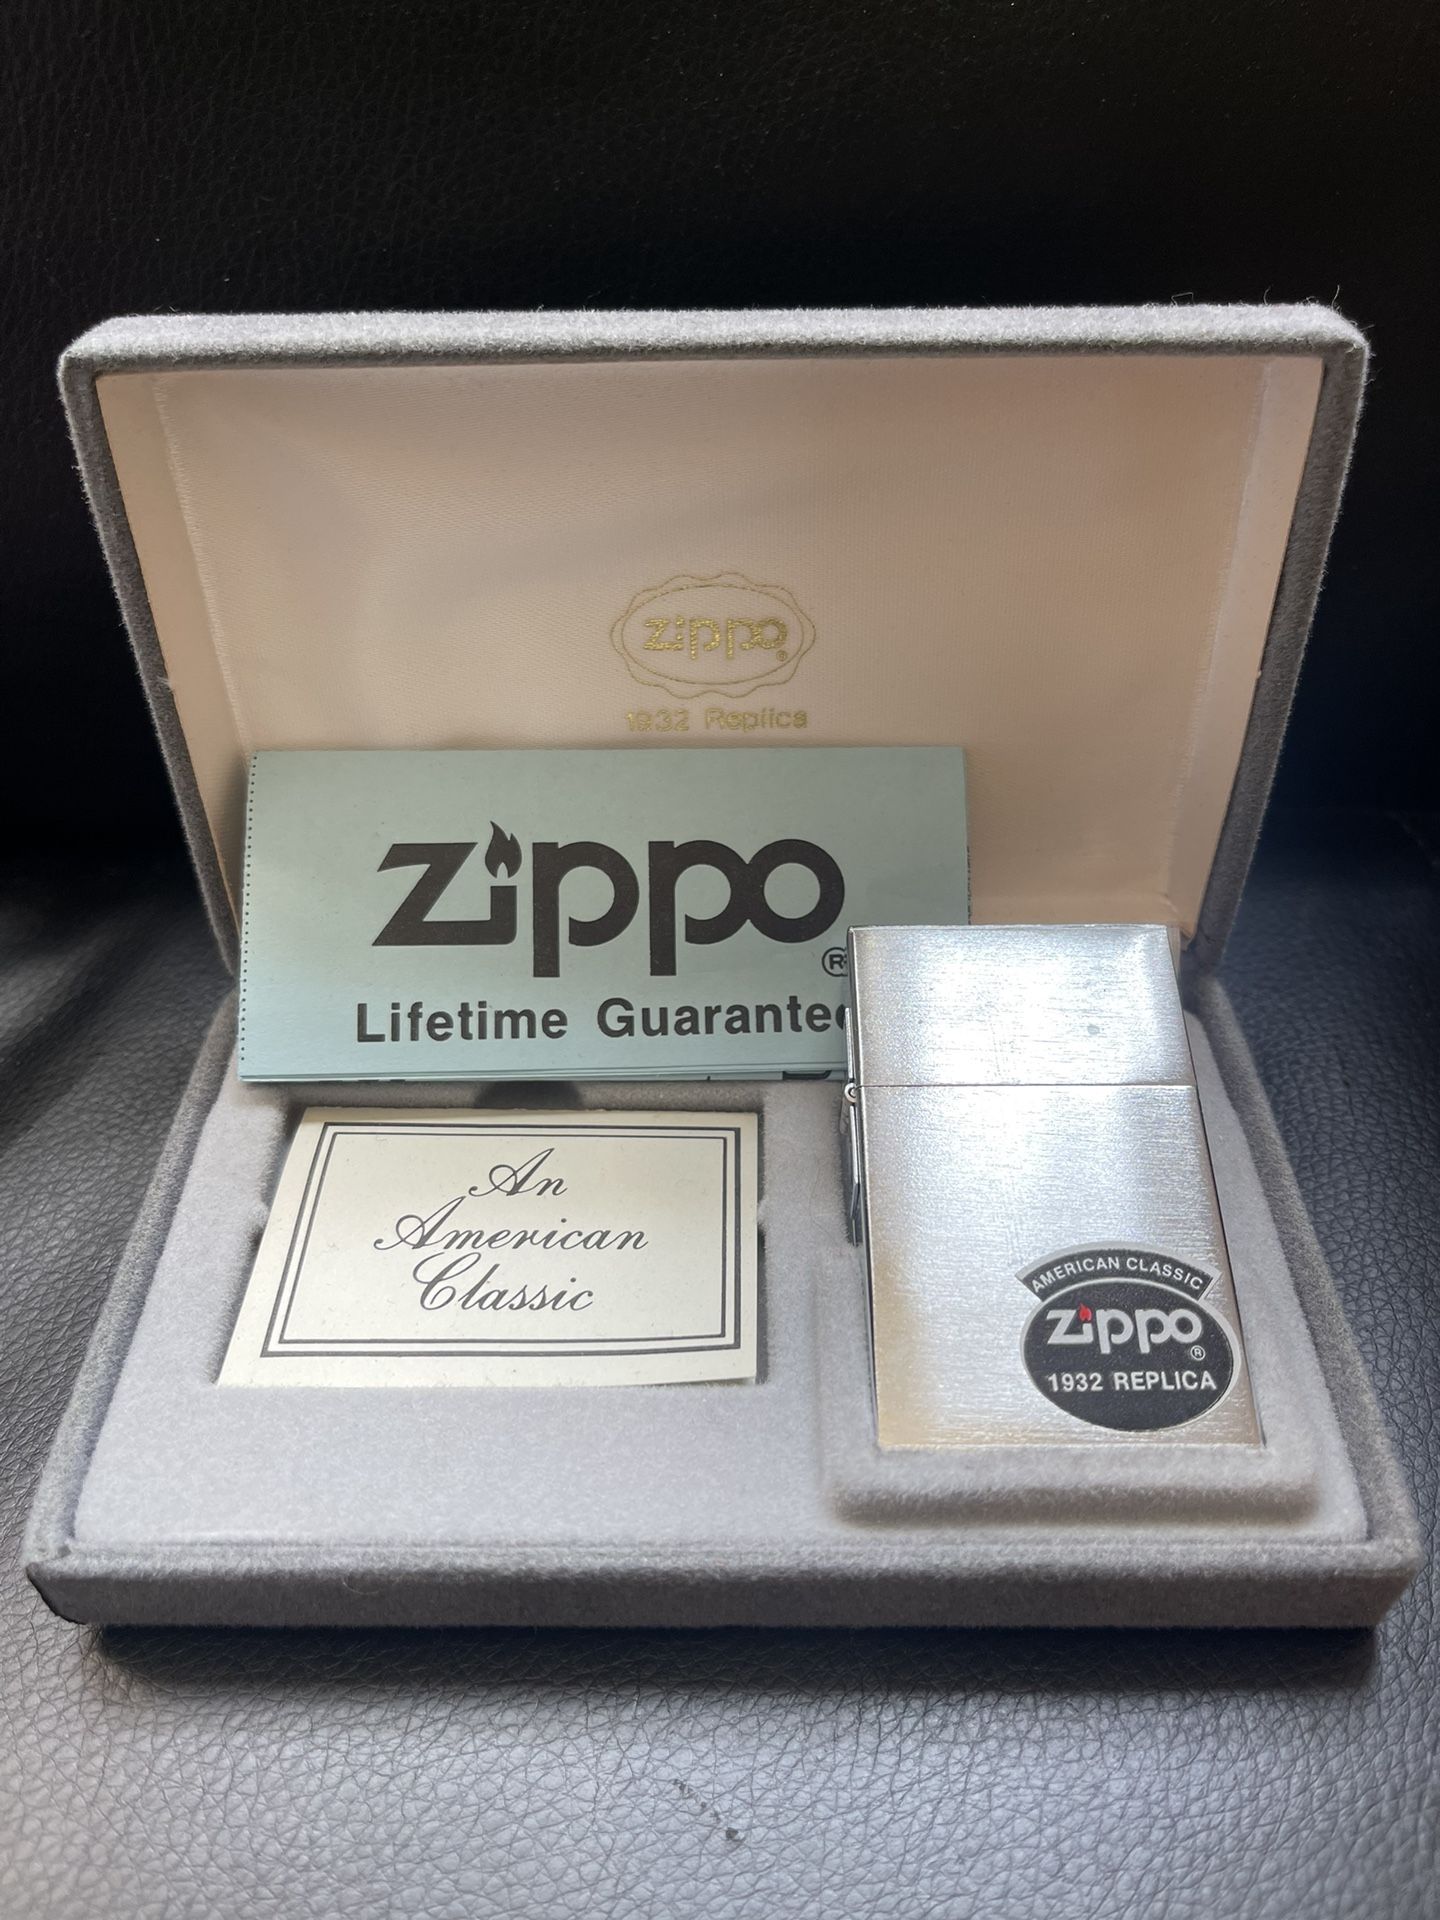 zippo
®
1932 Replica
Zippo
®
Lifetime Guarantee
An
American
Classic
AMERICAN CLASSIC
Zippo
®
1932 REPLICA